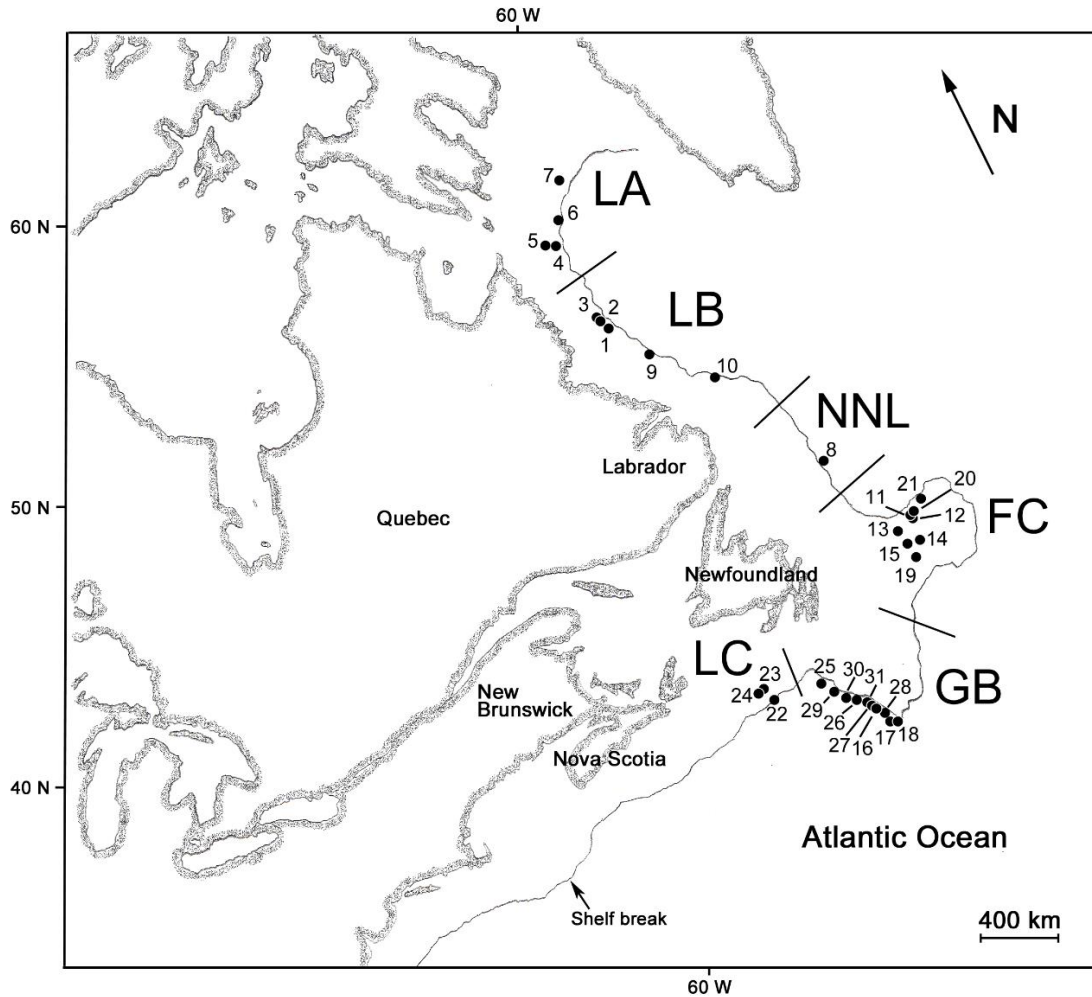 60 W
N
7
LA
60 N
6
5
4
3
2
LB
1
9
10
NNL
8
Labrador
21
20
50 N
11
12
FC
Quebec
13
14
15
19
Newfoundland
LC
23
25
30
31
GB
24
28
New
Brunswick
22
29
26
27
16
17
18
Nova Scotia
40 N
Atlantic Ocean
Shelf break
400 km
60 W